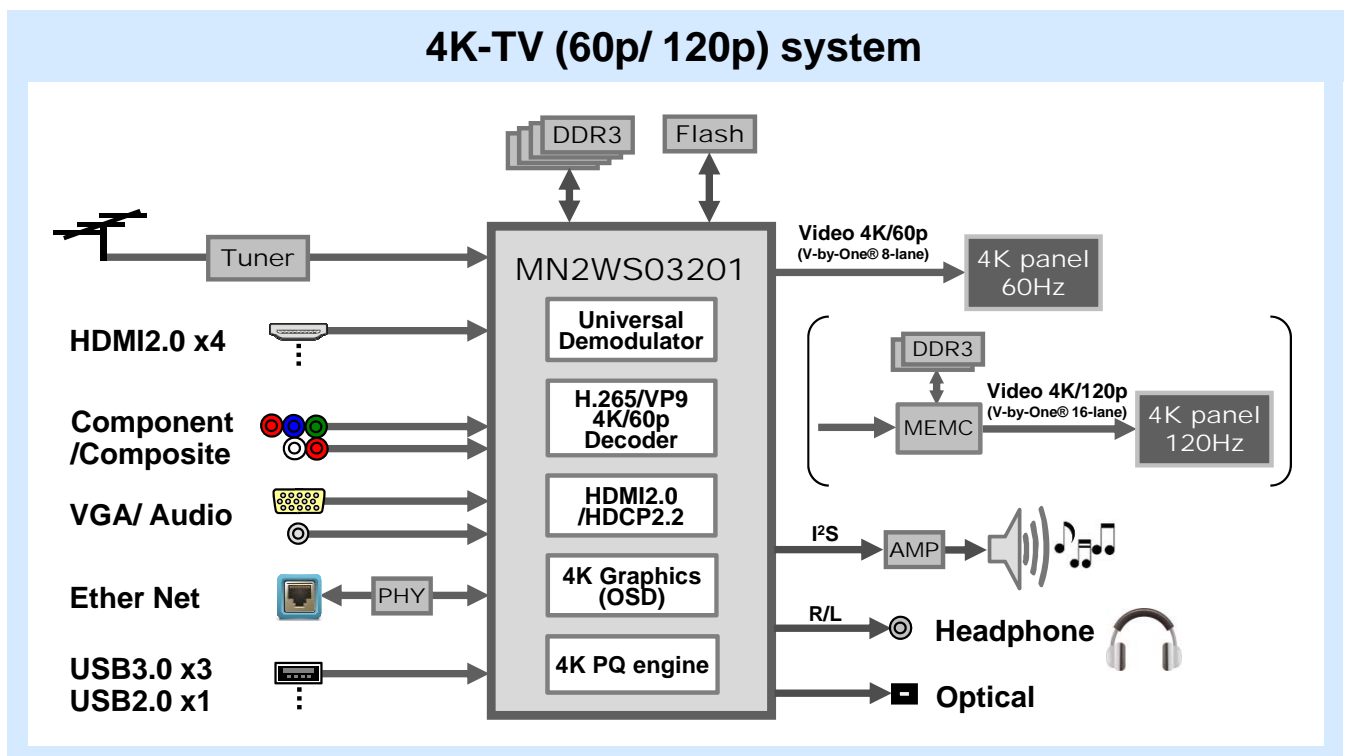 4K-TV (60p/ 120p) system
DDR3
Flash
Tuner
HDMI2.0 x4
Component
/Composite
VGA/ Audio
Ether Net
PHY
USB3.0 x3
USB2.0 x1
MN2WS03201
Universal
Demodulator
H.265/VP9
4K/60p
Decoder
HDMI2.0
/HDCP2.2
4K Graphics
(OSD)
4K PQ engine
Video 4K/60p
(V-by-One® 8-lane)
4K panel
60Hz
DDR3
MEMC
Video 4K/120p
(V-by-One® 16-lane)
4K panel
120Hz
I²S
AMP
R/L
Headphone
Optical